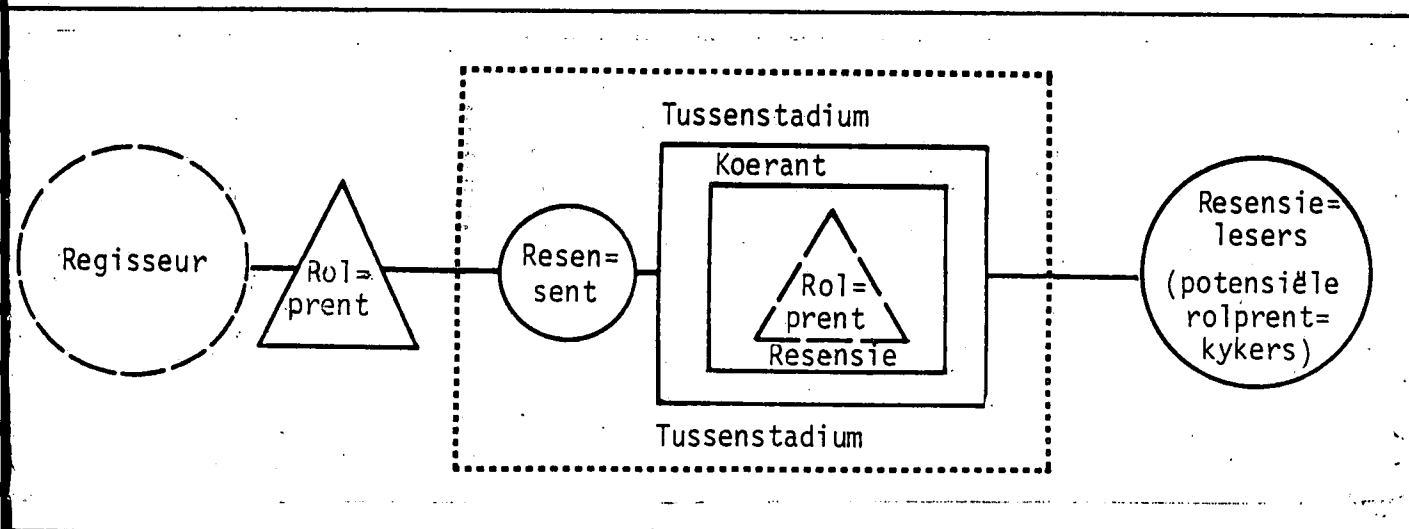 Tussenstadium
Koerant
Regisseur
Rol=
prent
Resen=
sent
Rol=
prent
Resensie
Resensie=
lesers
(potensiële
rolprent=
kykers)
Tussenstadium